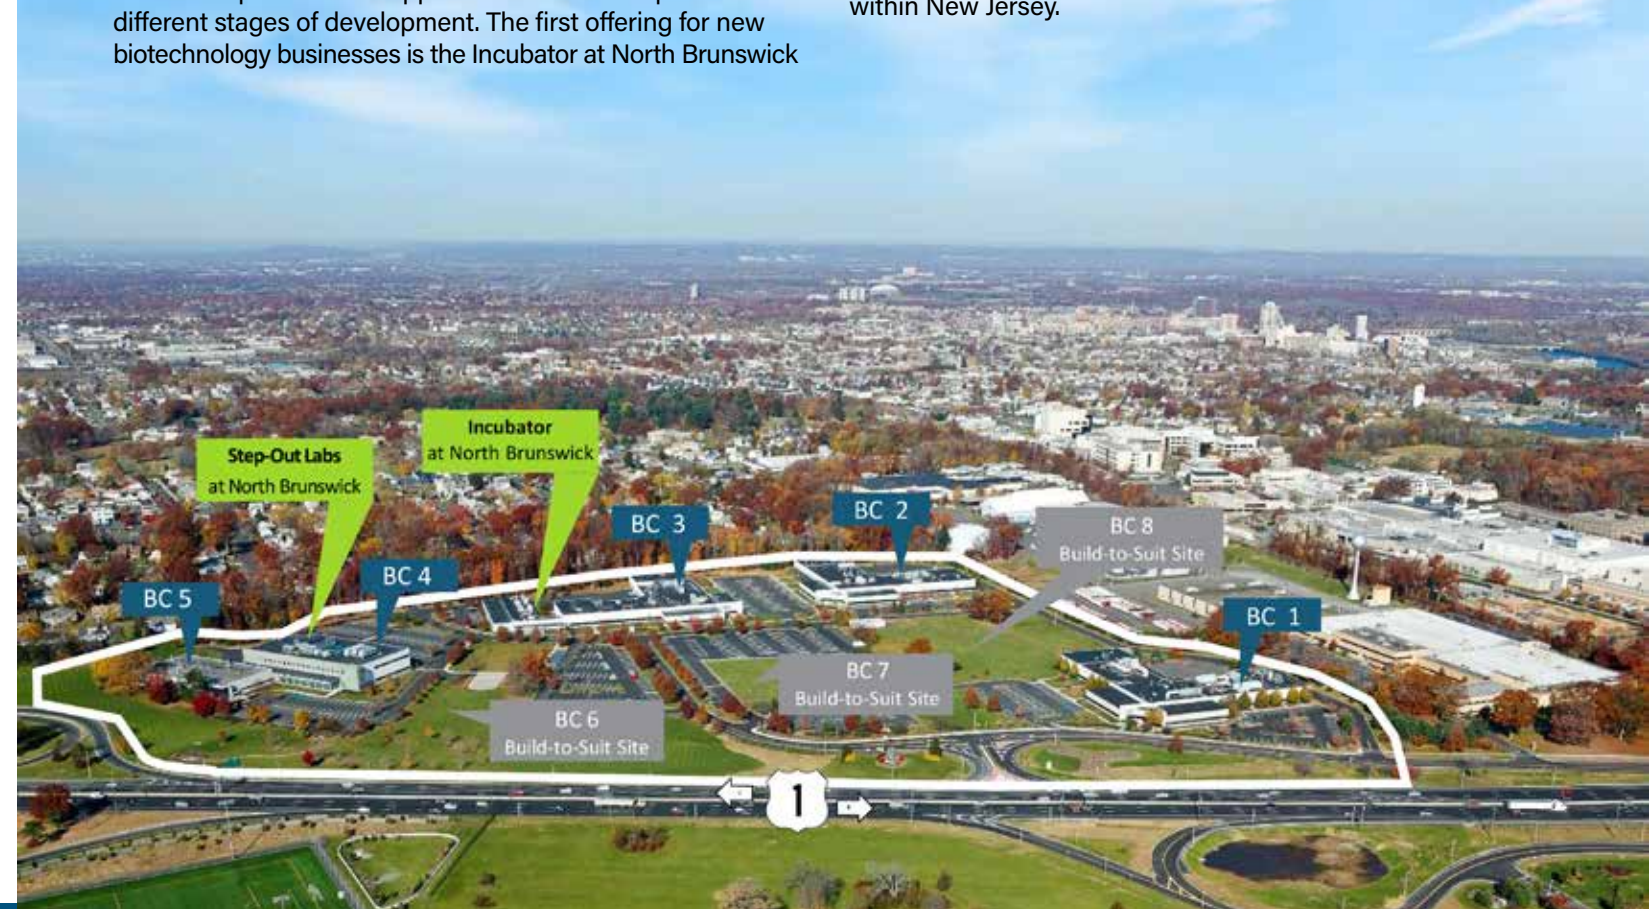 different stages of development. The first offering for new
biotechnology businesses is the Incubator at North Brunswick
within New Jersey.
Incubator
at North Brunswick
Step-Out Labs
at North Brunswick
BC 3
BC 2
BC 8
Build-to-Suit Site
BC 4
BC 5
BC 1
BC 7
Build-to-Suit Site
BC 6
Build-to-Suit Site
1